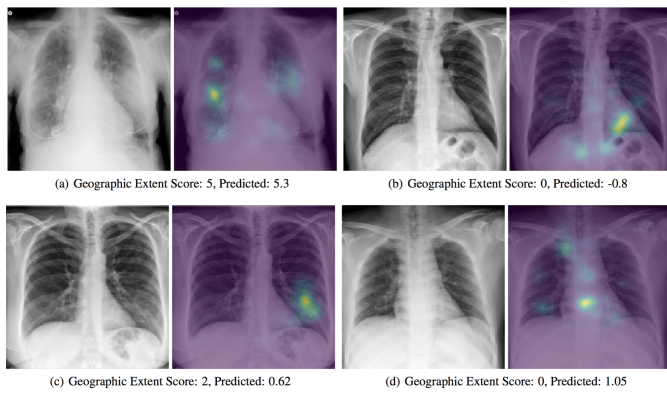 (a) Geographic Extent Score: 5, Predicted: 5.3
(b) Geographic Extent Score: 0, Predicted: -0.8
(c) Geographic Extent Score: 2, Predicted: 0.62
(d) Geographic Extent Score: 0, Predicted: 1.05